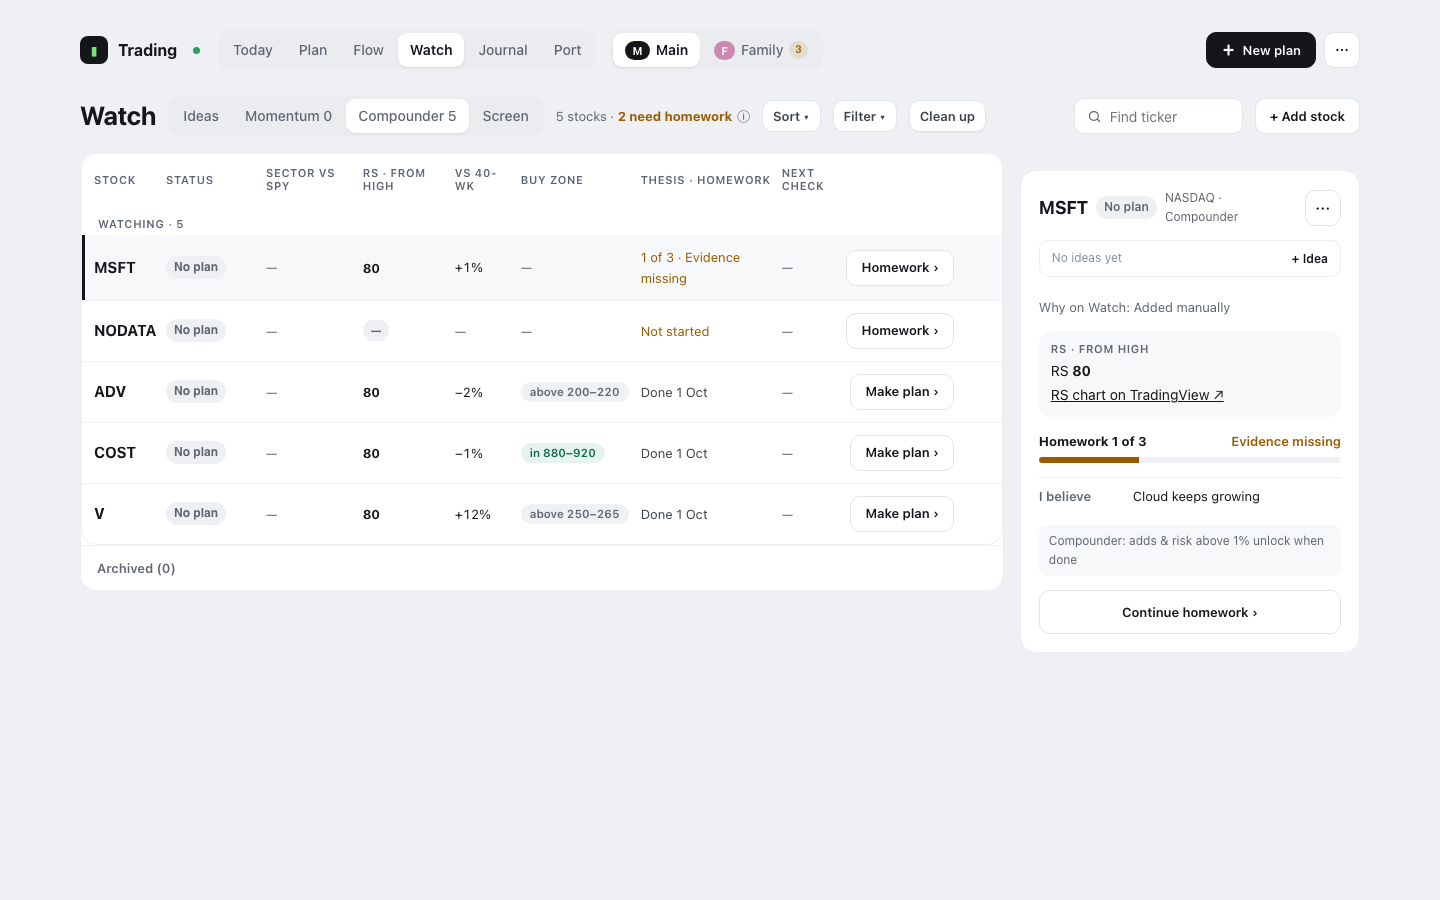 Trading
Today Plan Flow Watch Journal Port
M Main F Family 3
+ New plan ···
Watch
Ideas Momentum 0 Compounder 5 Screen
5 stocks · 2 need homework ⓘ
Sort ▾ Filter ▾ Clean up
Find ticker
+ Add stock
STOCK STATUS SECTOR VS SPY RS · FROM HIGH VS 40-WK BUY ZONE THESIS · HOMEWORK NEXT CHECK
WATCHING · 5
MSFT No plan — 80 +1% — 1 of 3 · Evidence missing — Homework ›
NODATA No plan — — — — Not started — Homework ›
ADV No plan — 80 −2% above 200–220 Done 1 Oct — Make plan ›
COST No plan — 80 −1% in 880–920 Done 1 Oct — Make plan ›
V No plan — 80 +12% above 250–265 Done 1 Oct — Make plan ›
Archived (0)
MSFT No plan NASDAQ · Compounder ···
No ideas yet + Idea
Why on Watch: Added manually
RS · FROM HIGH
RS 80
RS chart on TradingView ↗
Homework 1 of 3 Evidence missing
I believe Cloud keeps growing
Compounder: adds & risk above 1% unlock when
done
Continue homework ›